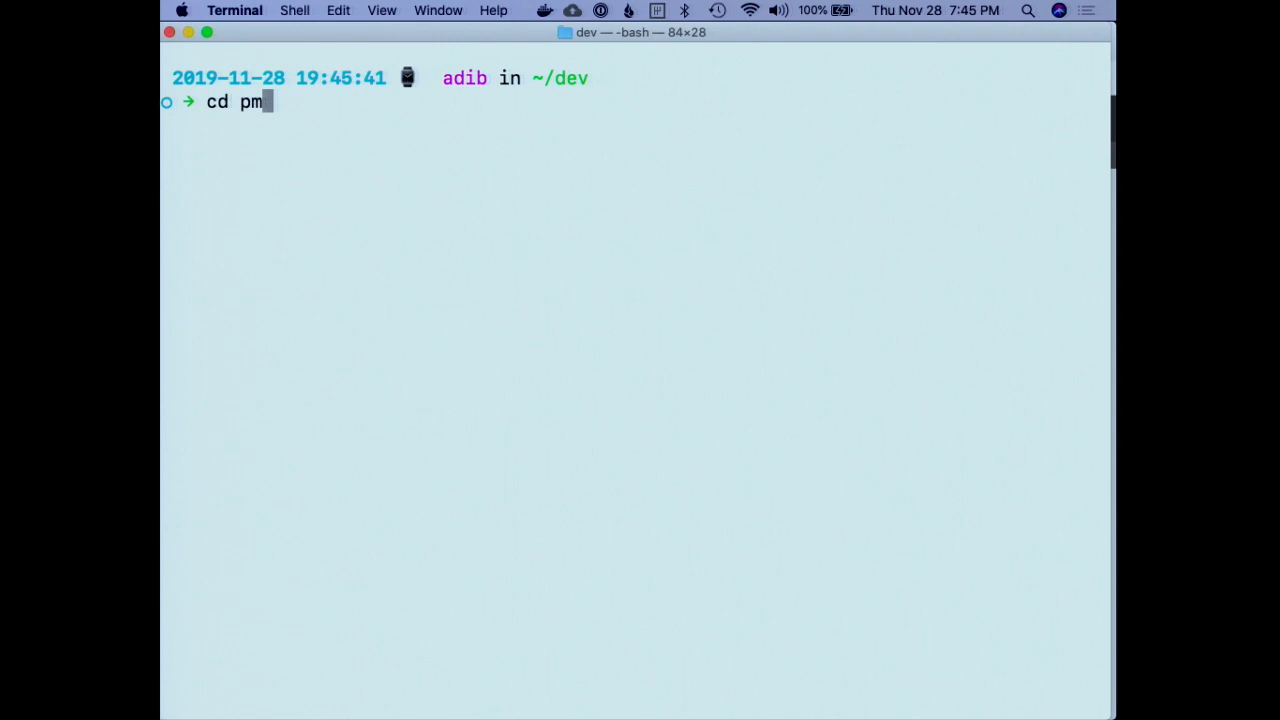 Terminal Shell Edit View Window Help 100% Thu Nov 28 7:45 PM
dev — -bash — 84×28
2019-11-28 19:45:41 adib in ~/dev
→ cd pm